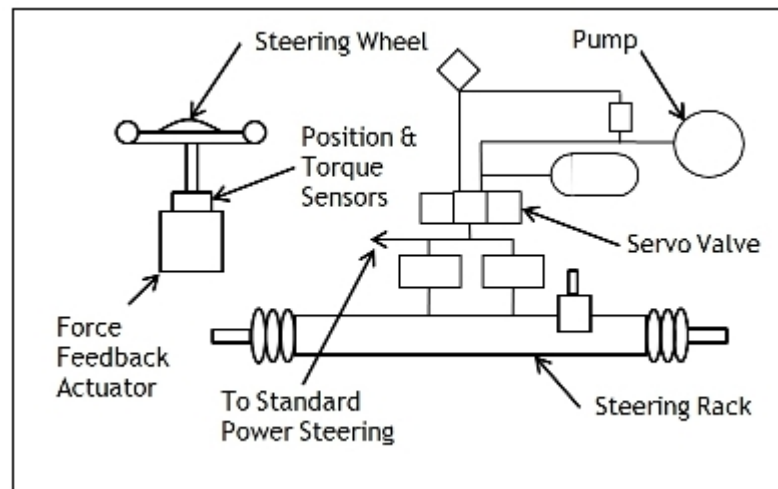 Steering Wheel
Pump
Position &
Torque
Sensors
Servo Valve
Force
Feedback
Actuator
To Standard
Power Steering
Steering Rack